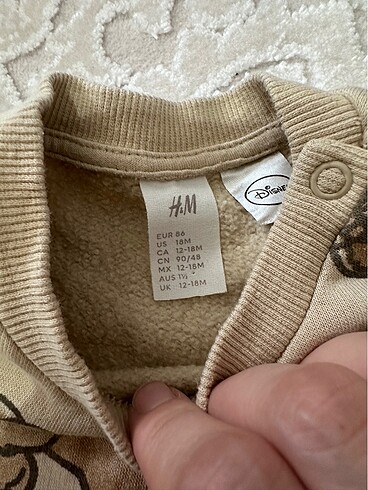 H&M
Disney
EUR 86
US 18M
CA 12-18M
CN 90/48
MX 12-18M
AUS 1½
UK 12-18M